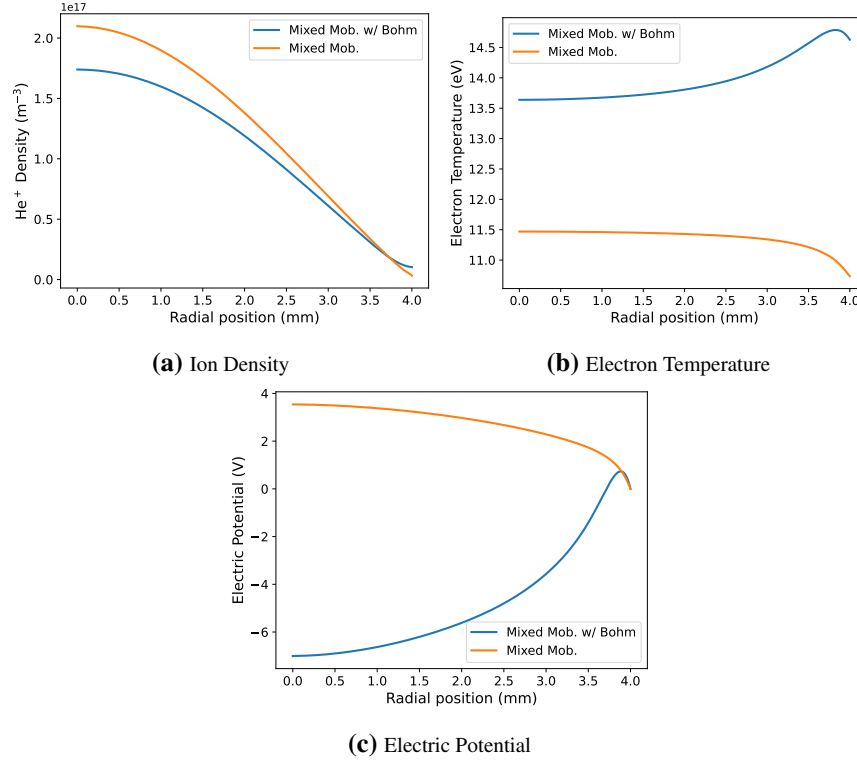 1e17
Mixed Mob. w/ Bohm
Mixed Mob.
He⁺ Density (m⁻³)
2.0
1.5
1.0
0.5
0.0
0.0 0.5 1.0 1.5 2.0 2.5 3.0 3.5 4.0
Radial position (mm)
(a) Ion Density
Mixed Mob. w/ Bohm
Mixed Mob.
Electron Temperature (eV)
14.5
14.0
13.5
13.0
12.5
12.0
11.5
11.0
0.0 0.5 1.0 1.5 2.0 2.5 3.0 3.5 4.0
Radial position (mm)
(b) Electron Temperature
Electric Potential (V)
4
2
0
−2
−4
−6
Mixed Mob. w/ Bohm
Mixed Mob.
0.0 0.5 1.0 1.5 2.0 2.5 3.0 3.5 4.0
Radial position (mm)
(c) Electric Potential